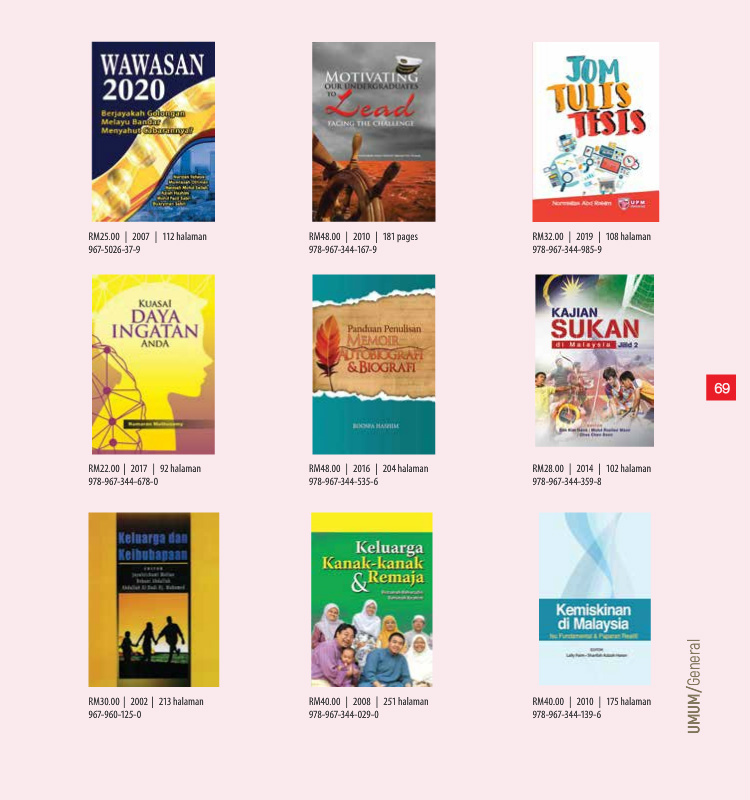 WAWASAN
2020
Berjayakah Golongan
Melayu Bandar
Menyahut Cabarannya?
RM25.00 | 2007 | 112 halaman
967-5026-37-9
MOTIVATING
OUR UNDERGRADUATES
TO
Lead
FACING THE CHALLENGE
RM48.00 | 2010 | 181 pages
978-967-344-167-9
JOM
TULIS
TESIS
Normaliza Abd Rahim
UPM
RM32.00 | 2019 | 108 halaman
978-967-344-985-9
KUASAI
DAYA
INGATAN
ANDA
Kumaran Muthusamy
RM22.00 | 2017 | 92 halaman
978-967-344-678-0
Panduan Penulisan
MEMOIR
AUTOBIOGRAFI
& BIOGRAFI
ROOSFA HASHIM
RM48.00 | 2016 | 204 halaman
978-967-344-535-6
KAJIAN
SUKAN
di Malaysia Jilid 2
RM28.00 | 2014 | 102 halaman
978-967-344-359-8
69
Keluarga dan
Keibubapaan
EDITOR
RM30.00 | 2002 | 213 halaman
967-960-125-0
Keluarga
Kanak-kanak
& Remaja
RM40.00 | 2008 | 251 halaman
978-967-344-029-0
Kemiskinan
di Malaysia
Isu Fundamental & Paparan Realiti
EDITOR
RM40.00 | 2010 | 175 halaman
978-967-344-139-6
UMUM/General